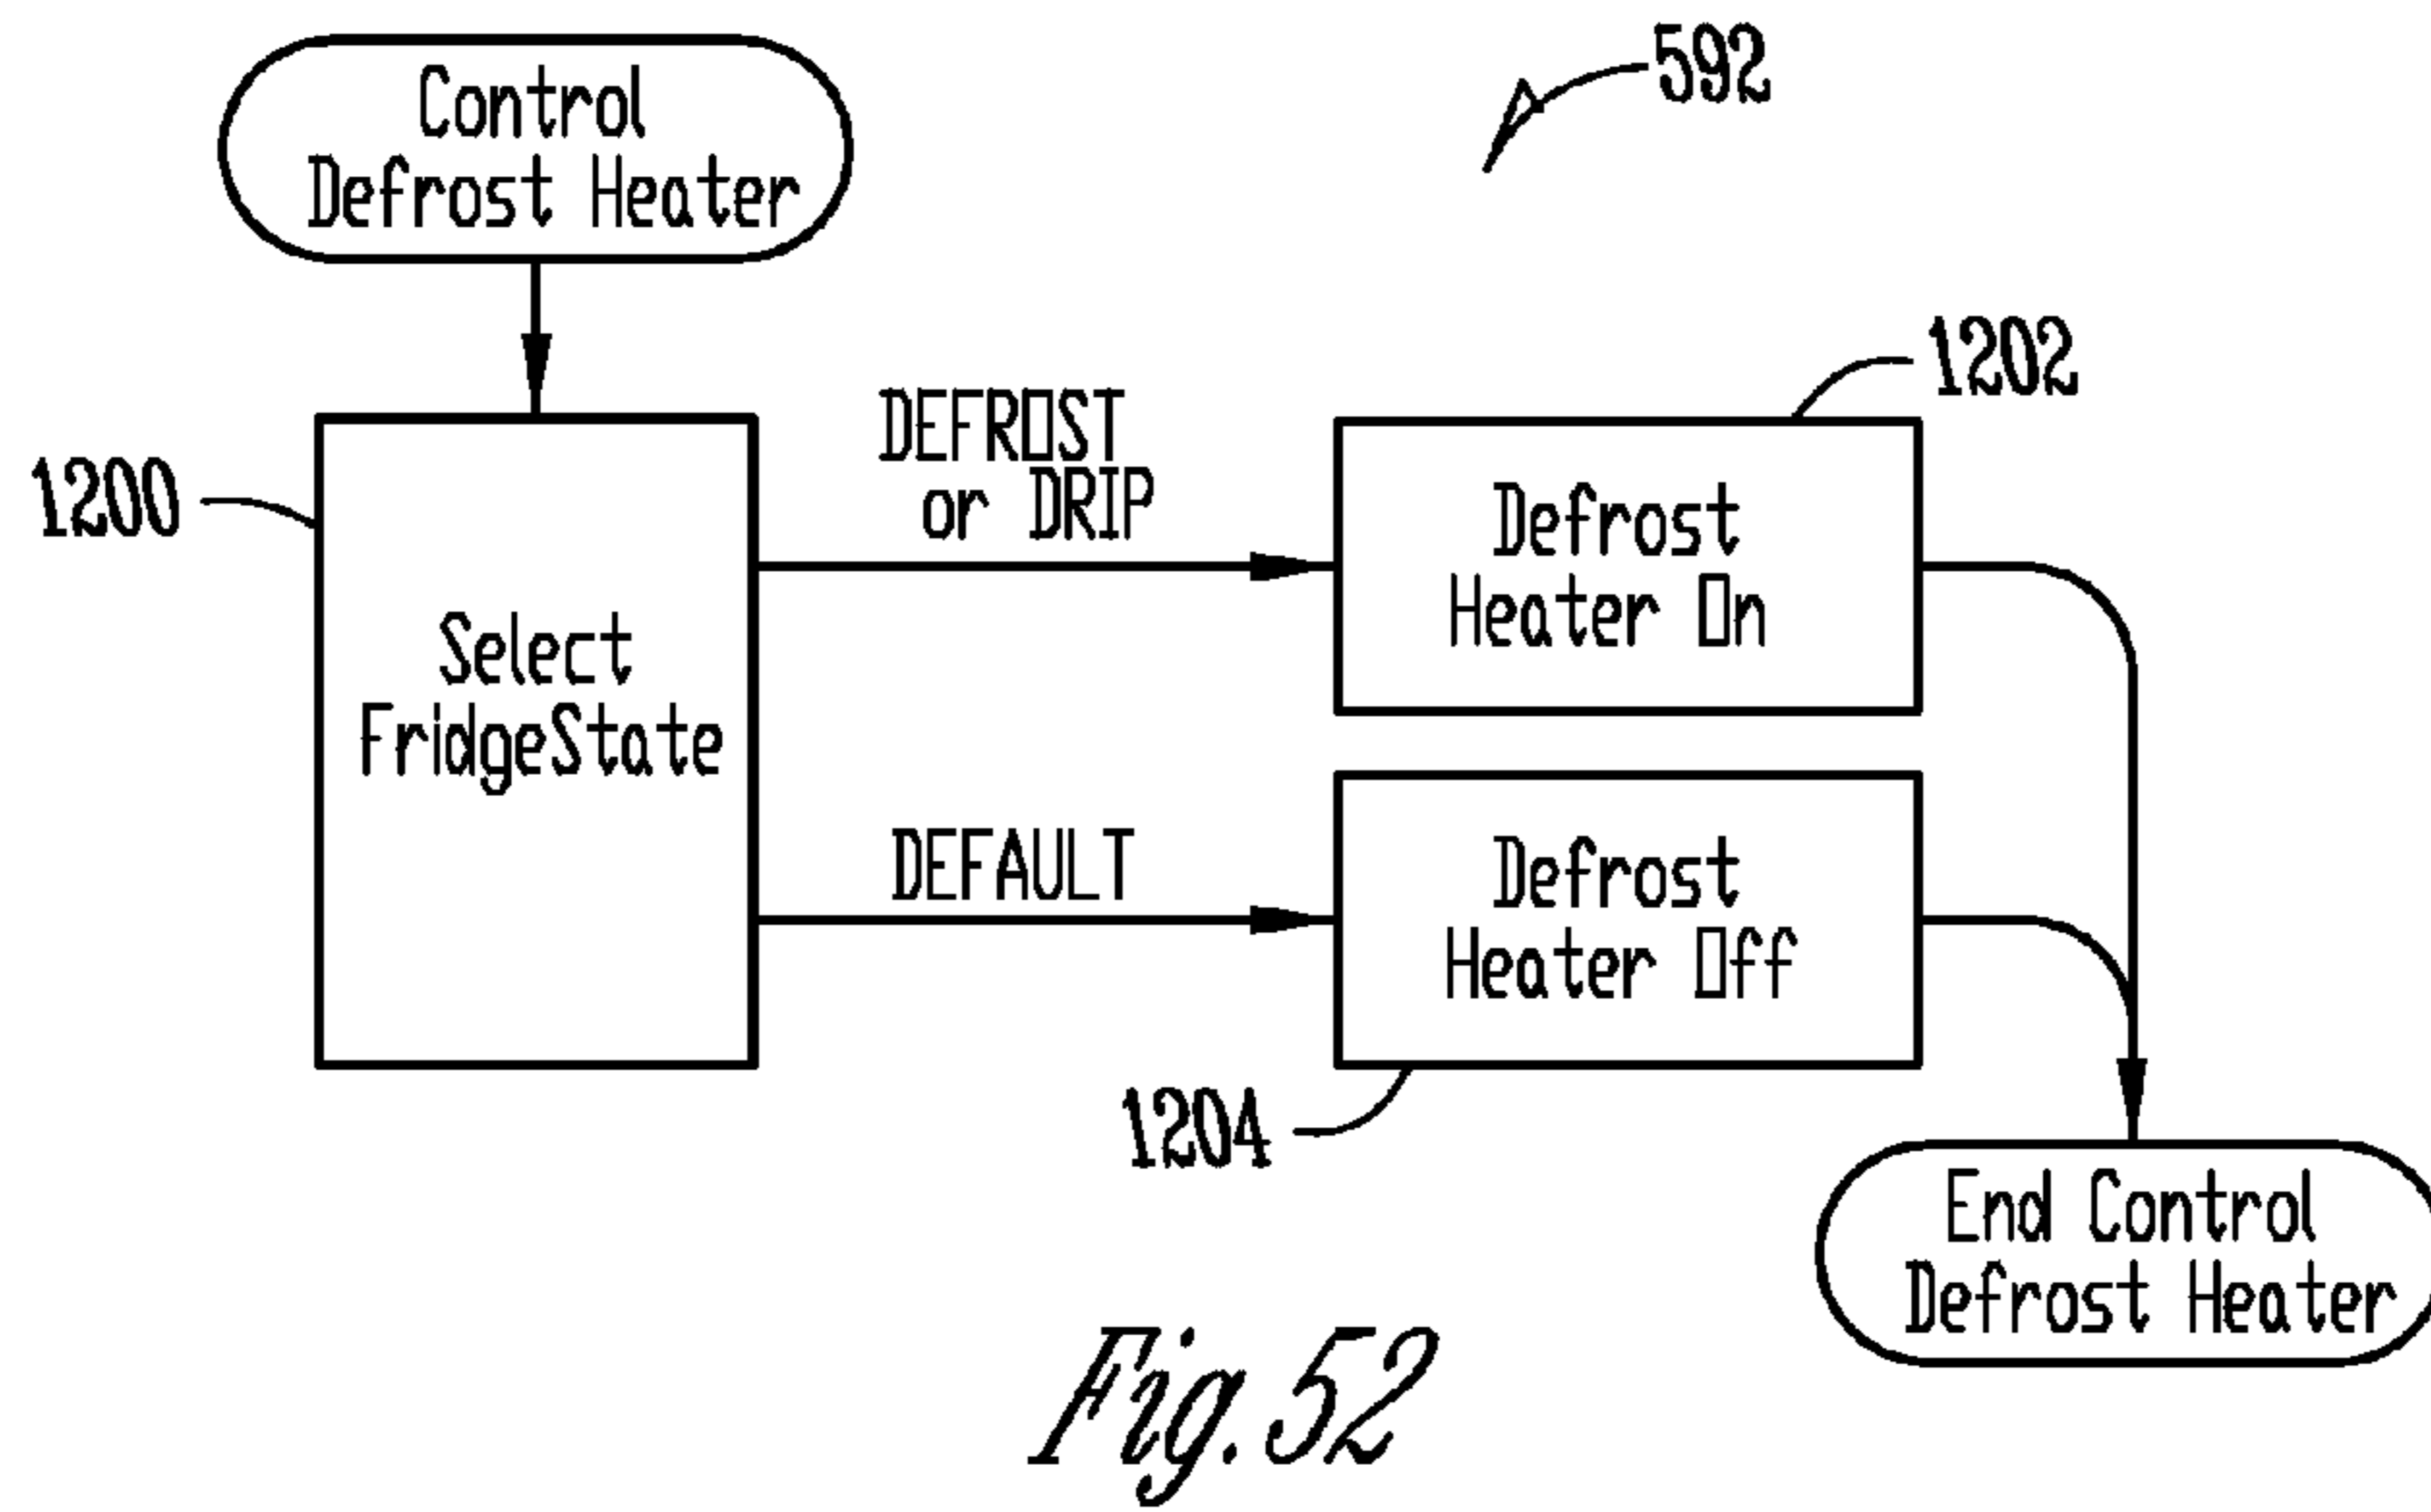 Control
Defrost Heater
592
1200
Select
FridgeState
DEFROST
or DRIP
1202
Defrost
Heater On
DEFAULT
Defrost
Heater Off
1204
End Control
Defrost Heater
Fig. 52